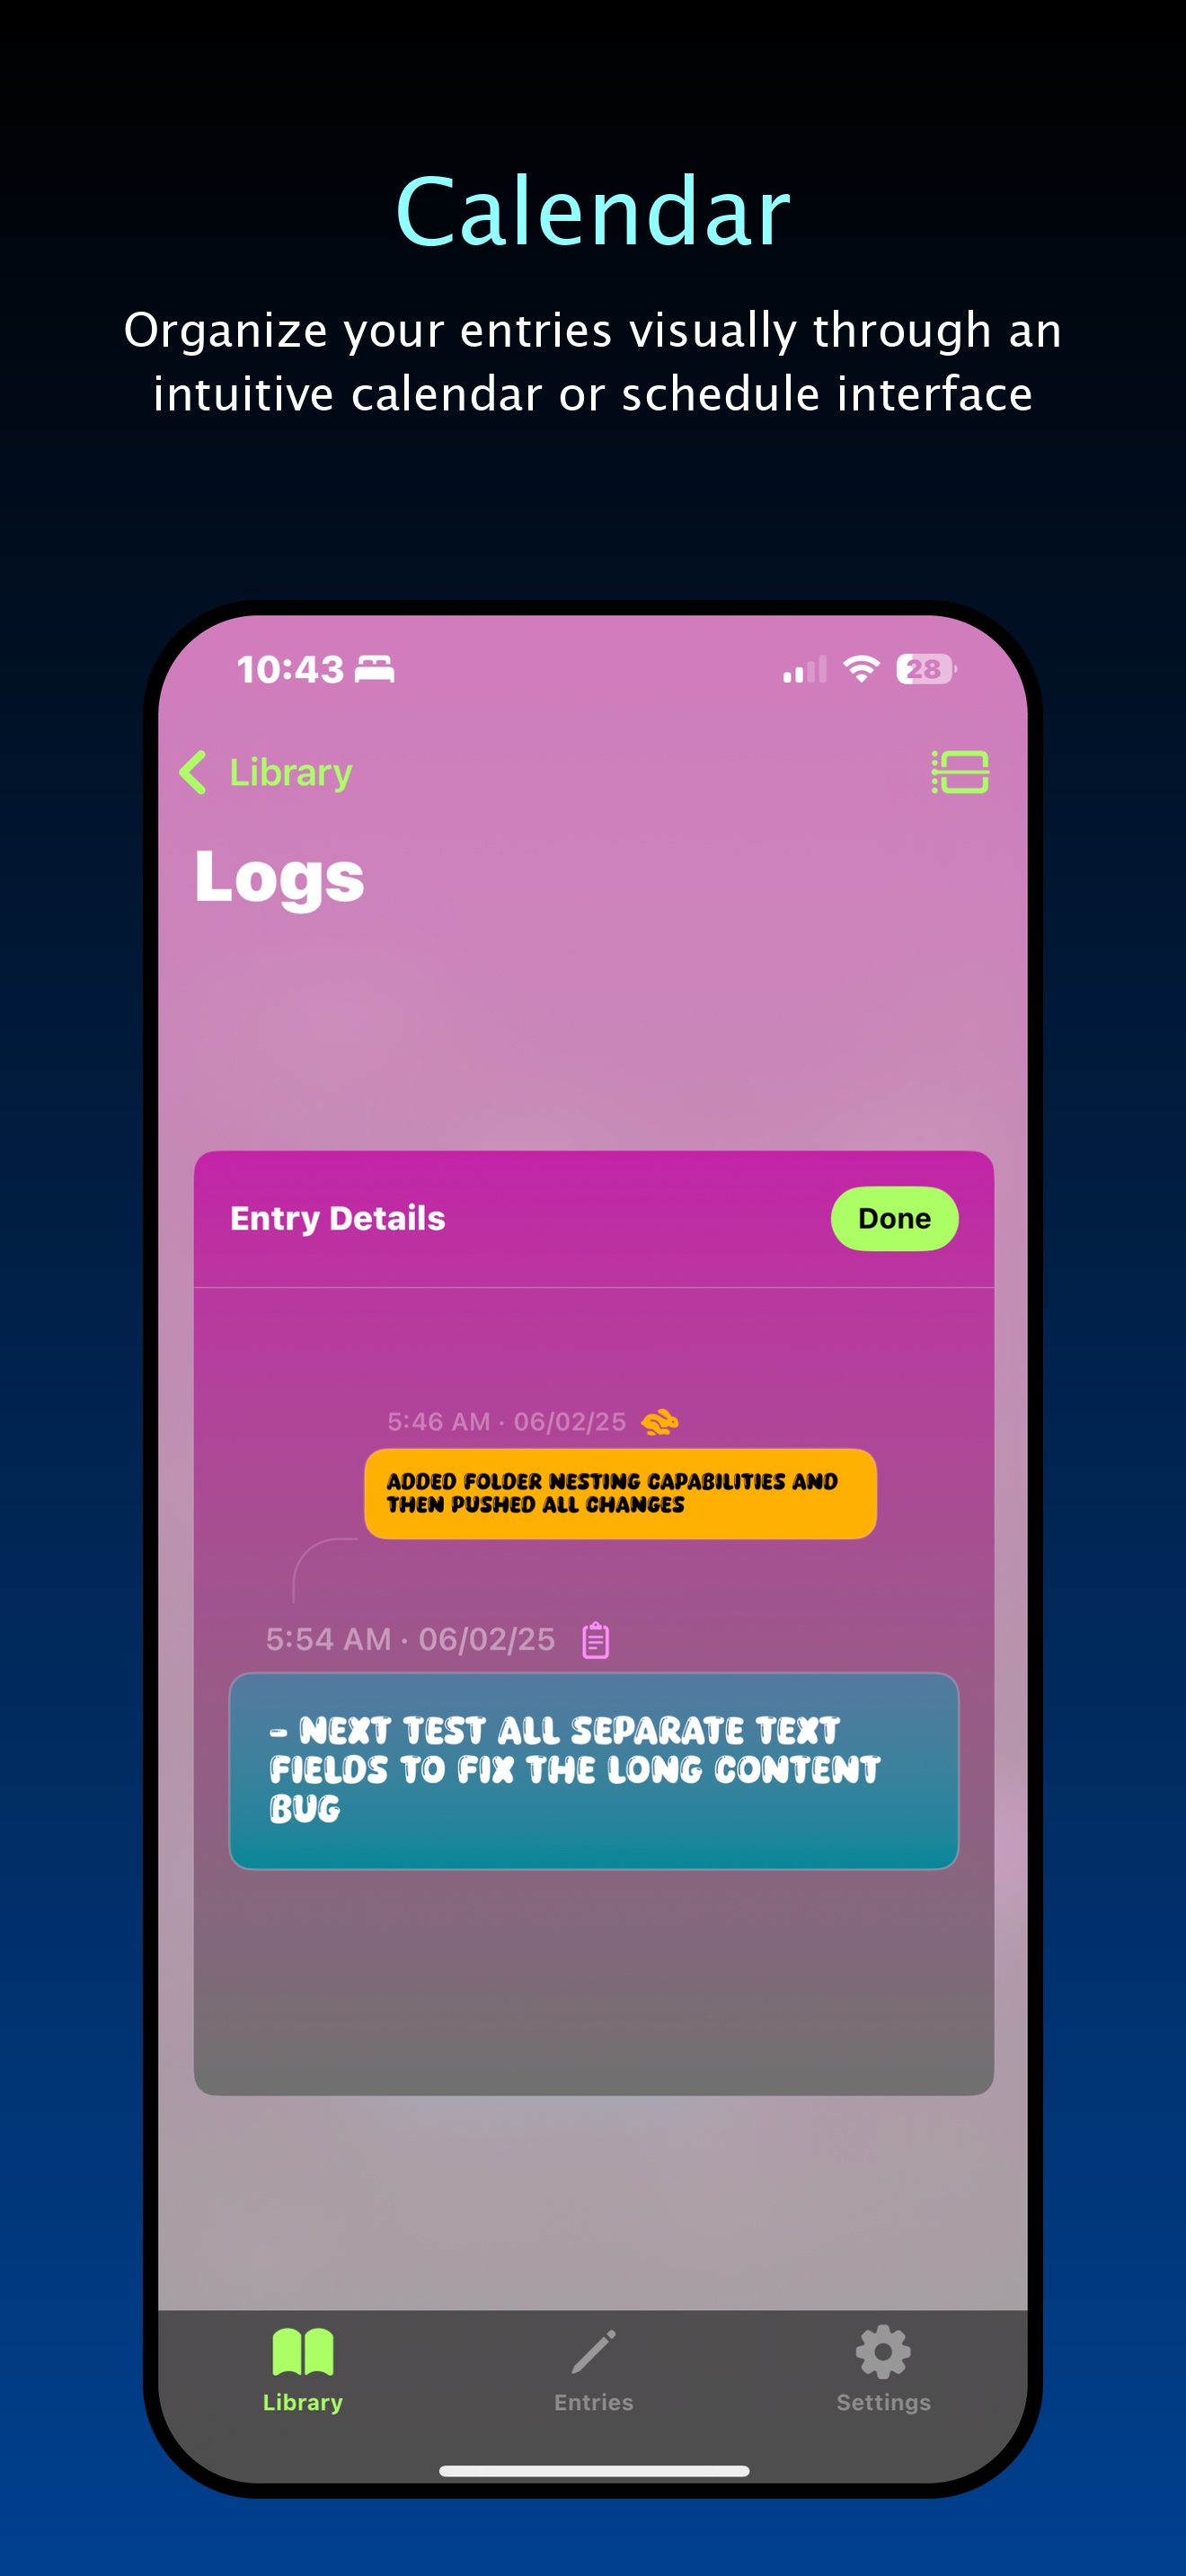 Calendar
Organize your entries visually through an
intuitive calendar or schedule interface
10:43
28
Library
Logs
Entry Details
Done
5:46 AM · 06/02/25
ADDED FOLDER NESTING CAPABILITIES AND
THEN PUSHED ALL CHANGES
5:54 AM · 06/02/25
- NEXT TEST ALL SEPARATE TEXT
FIELDS TO FIX THE LONG CONTENT
BUG
Library
Entries
Settings